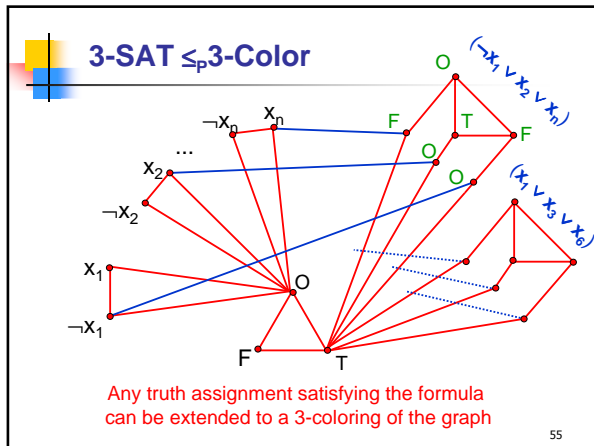 3-SAT ≤P3-Color
(¬x1 ∨ x2 ∨ xn)
O
¬xn
xn
F
T
F
...
x2
O
O
(x1 ∨ x3 ∨ x6)
¬x2
x1
O
¬x1
F
T
Any truth assignment satisfying the formula
can be extended to a 3-coloring of the graph
55